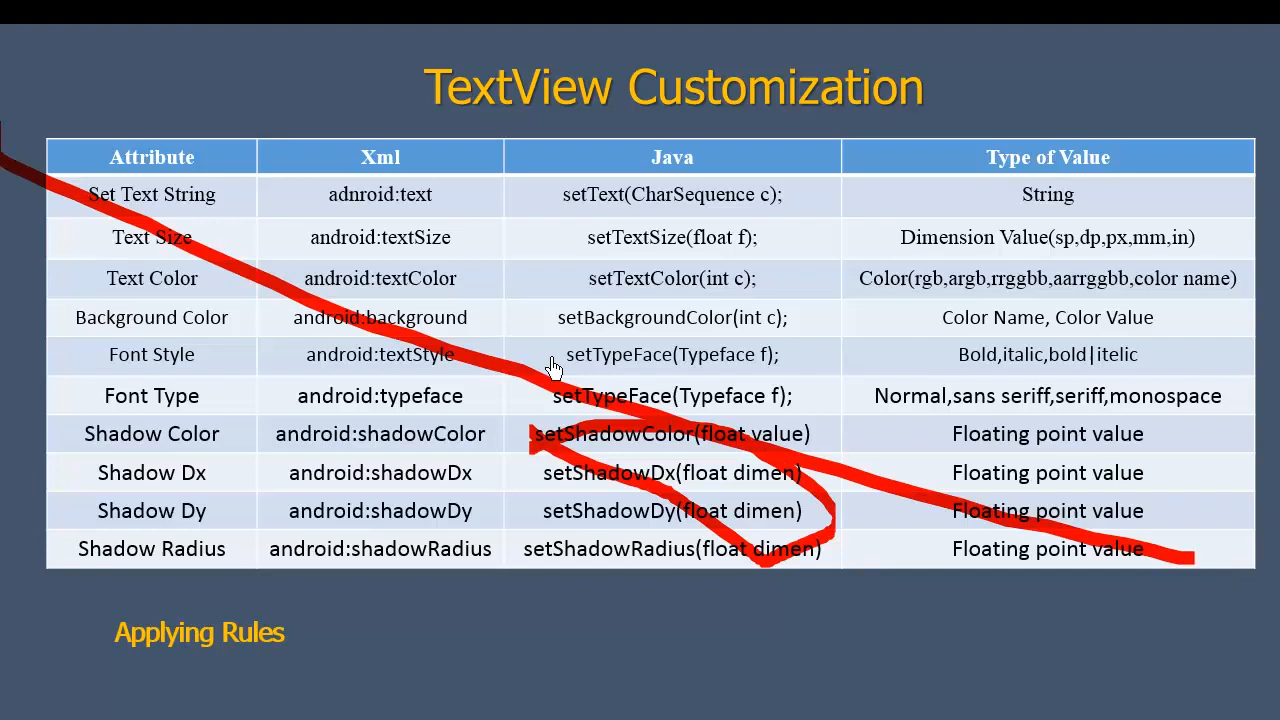 TextView Customization
Attribute Xml Java Type of Value
Set Text String adnroid:text setText(CharSequence c); String
Text Size android:textSize setTextSize(float f); Dimension Value(sp,dp,px,mm,in)
Text Color android:textColor setTextColor(int c); Color(rgb,argb,rrggbb,aarrggbb,color name)
Background Color android:background setBackgroundColor(int c); Color Name, Color Value
Font Style android:textStyle setTypeFace(Typeface f); Bold,italic,bold|itelic
Font Type android:typeface setTypeFace(Typeface f); Normal,sans seriff,seriff,monospace
Shadow Color android:shadowColor setShadowColor(float value) Floating point value
Shadow Dx android:shadowDx setShadowDx(float dimen) Floating point value
Shadow Dy android:shadowDy setShadowDy(float dimen) Floating point value
Shadow Radius android:shadowRadius setShadowRadius(float dimen) Floating point value
Applying Rules